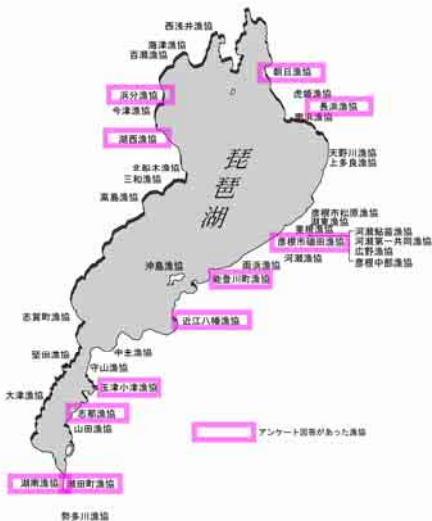 西浅井漁協
海津漁協
百瀬漁協
朝日漁協
浜分漁協
虎姫漁協
今津漁協
長浜漁協
南浜漁協
湖西漁協
北船木漁協
三和漁協
高島漁協
天野川漁協
上多良漁協
琵琶湖
彦根市松原漁協
湖東漁協
彦根市磯田漁協
河瀬鮎苗漁協
河瀬第一共同漁協
広野漁協
彦根中部漁協
河瀬漁協
両浜漁協
沖島漁協
能登川町漁協
志賀町漁協
近江八幡漁協
中主漁協
堅田漁協
守山漁協
玉津小津漁協
大津漁協
志那漁協
山田漁協
アンケート回答があった漁協
湖南漁協
瀬田町漁協
勢多川漁協